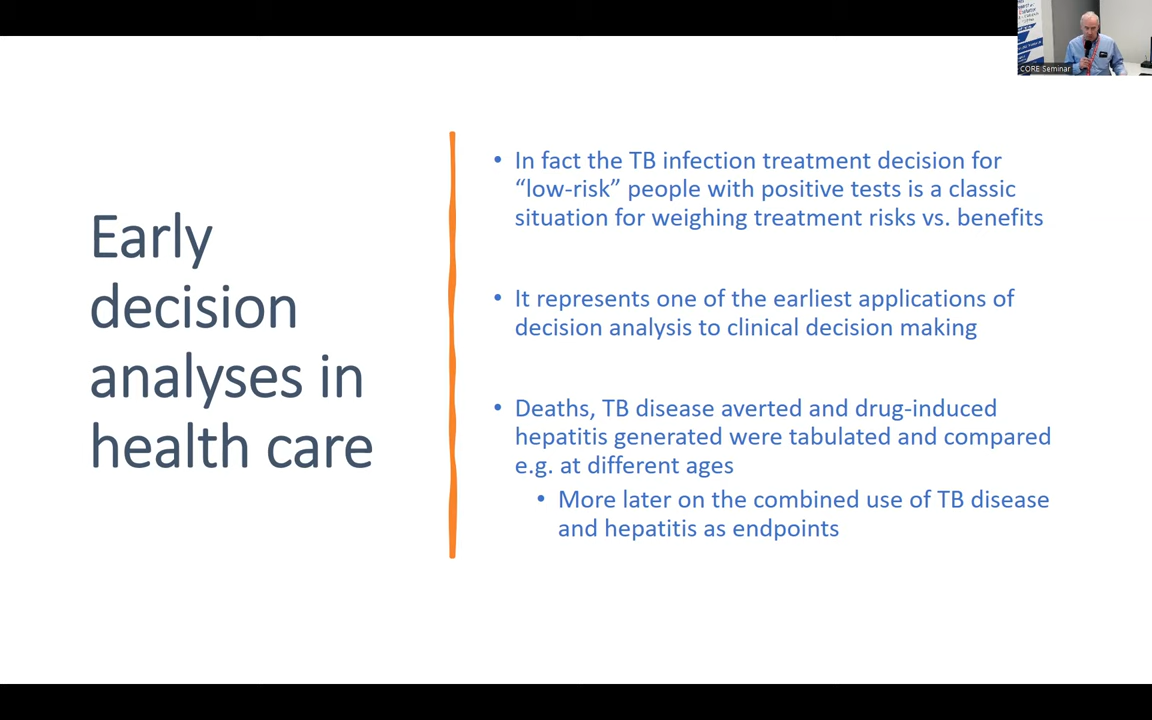 Early
decision
analyses in
health care
• In fact the TB infection treatment decision for
“low-risk” people with positive tests is a classic
situation for weighing treatment risks vs. benefits
• It represents one of the earliest applications of
decision analysis to clinical decision making
• Deaths, TB disease averted and drug-induced
hepatitis generated were tabulated and compared
e.g. at different ages
• More later on the combined use of TB disease
and hepatitis as endpoints
CORE Seminar